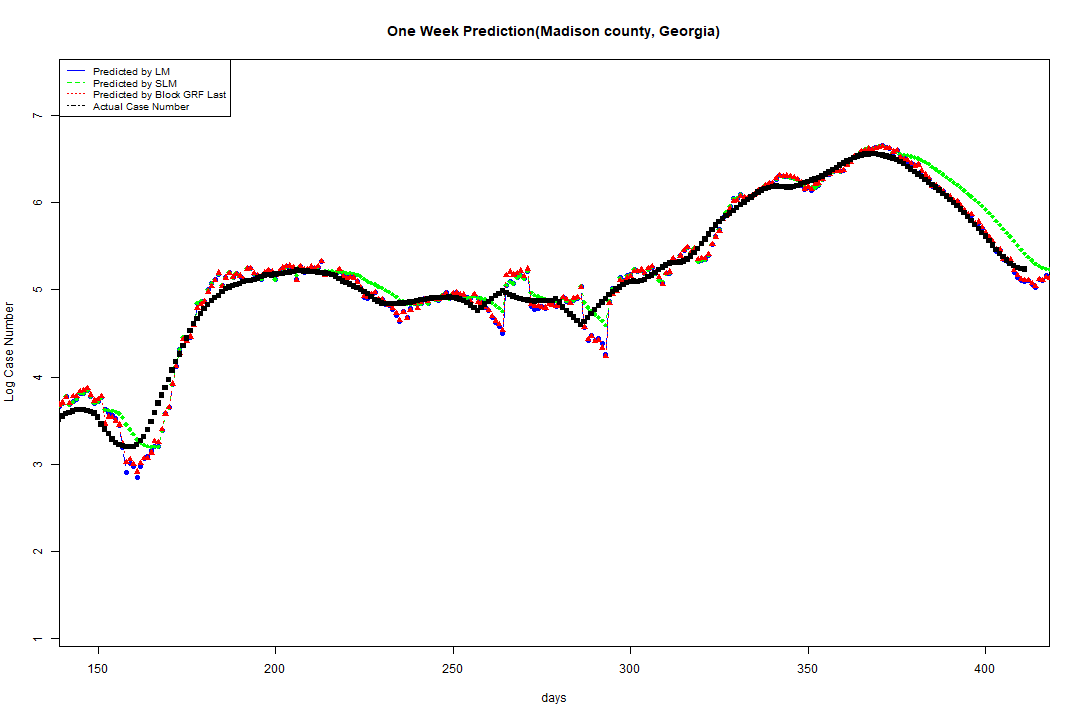 One Week Prediction(Madison county, Georgia)
Predicted by LM
Predicted by SLM
Predicted by Block GRF Last
Actual Case Number
7
6
5
4
3
2
1
Log Case Number
150 200 250 300 350 400
days